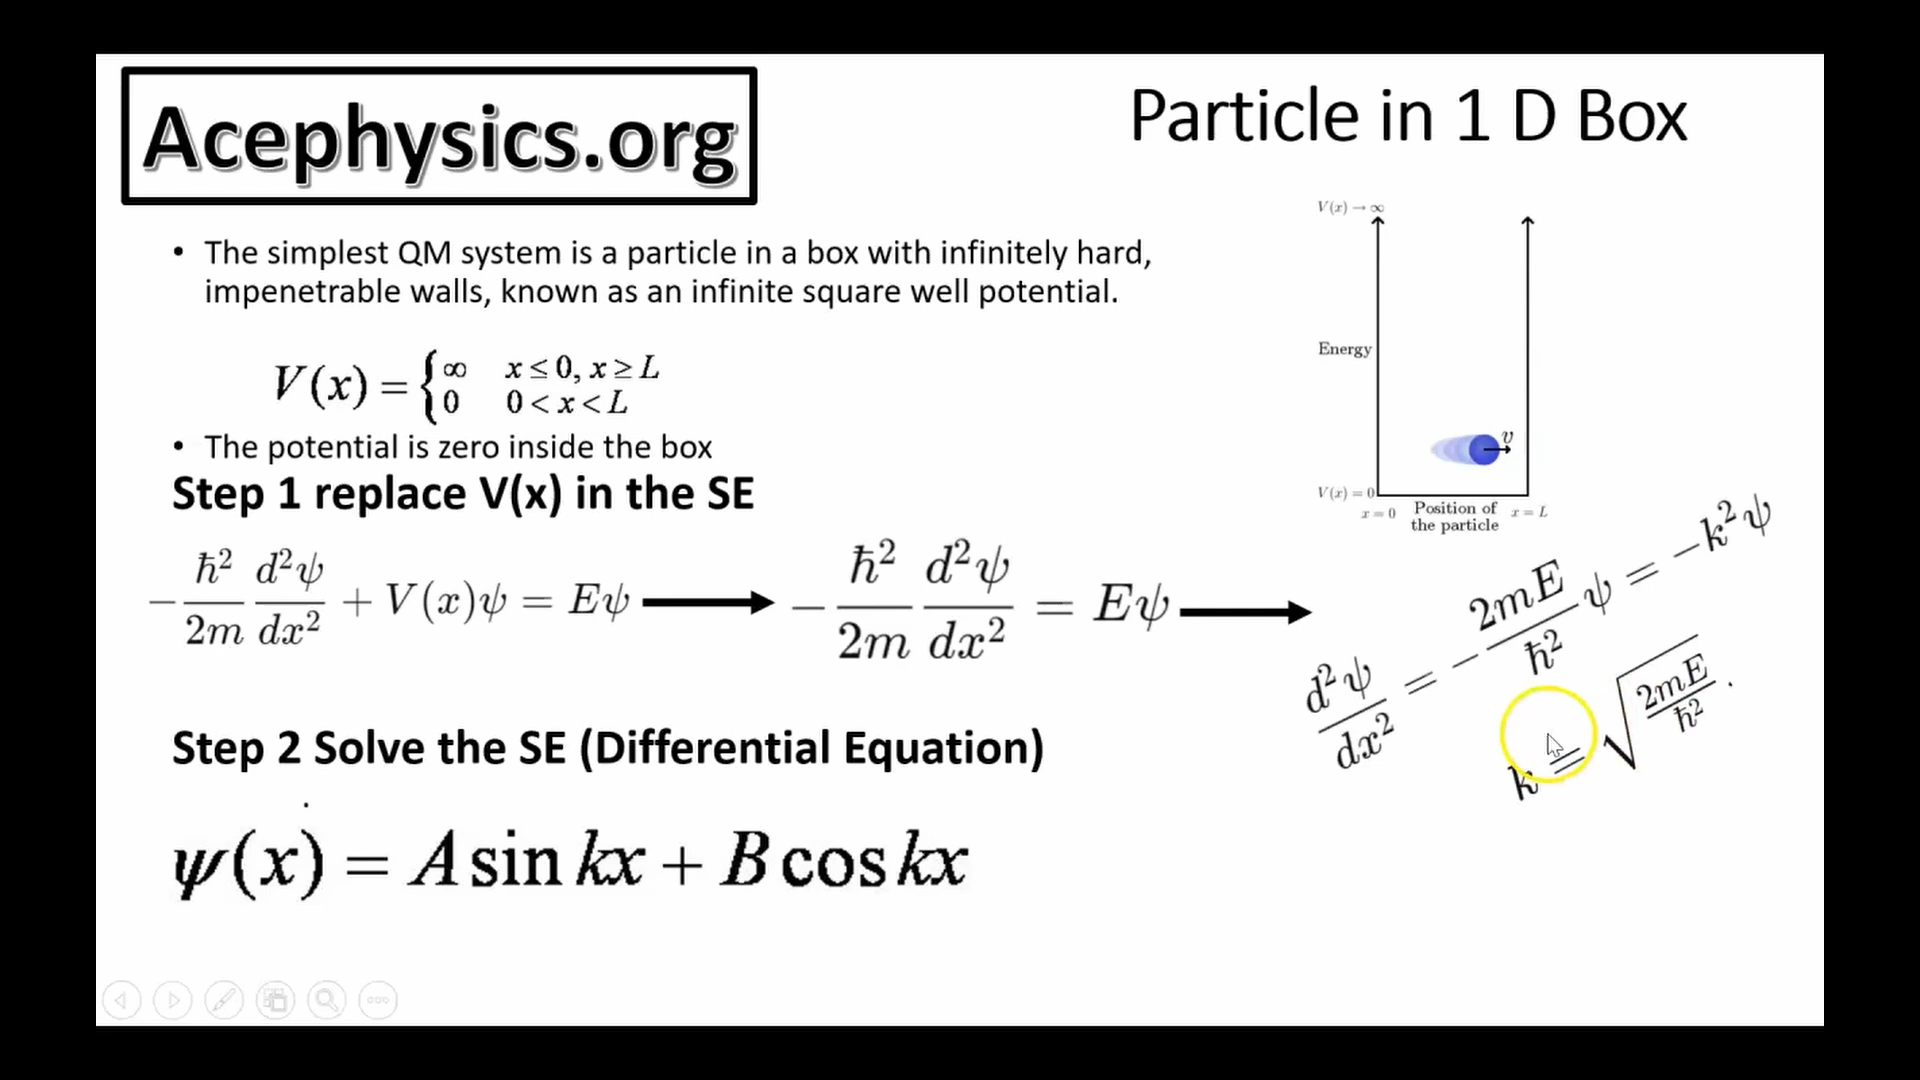 Acephysics.org
Particle in 1 D Box
• The simplest QM system is a particle in a box with infinitely hard,
impenetrable walls, known as an infinite square well potential.
V(x) = { ∞ x ≤ 0, x ≥ L
0 0 < x < L
• The potential is zero inside the box
Step 1 replace V(x) in the SE
V(x) → ∞
Energy
v
V(x) = 0
x = 0 Position of x = L
the particle
−ℏ²/2m d²ψ/dx² + V(x)ψ = Eψ
−ℏ²/2m d²ψ/dx² = Eψ
d²ψ/dx² = −2mE/ℏ² ψ = −k²ψ
k = √2mE/ℏ² .
Step 2 Solve the SE (Differential Equation)
ψ(x) = A sin kx + B cos kx